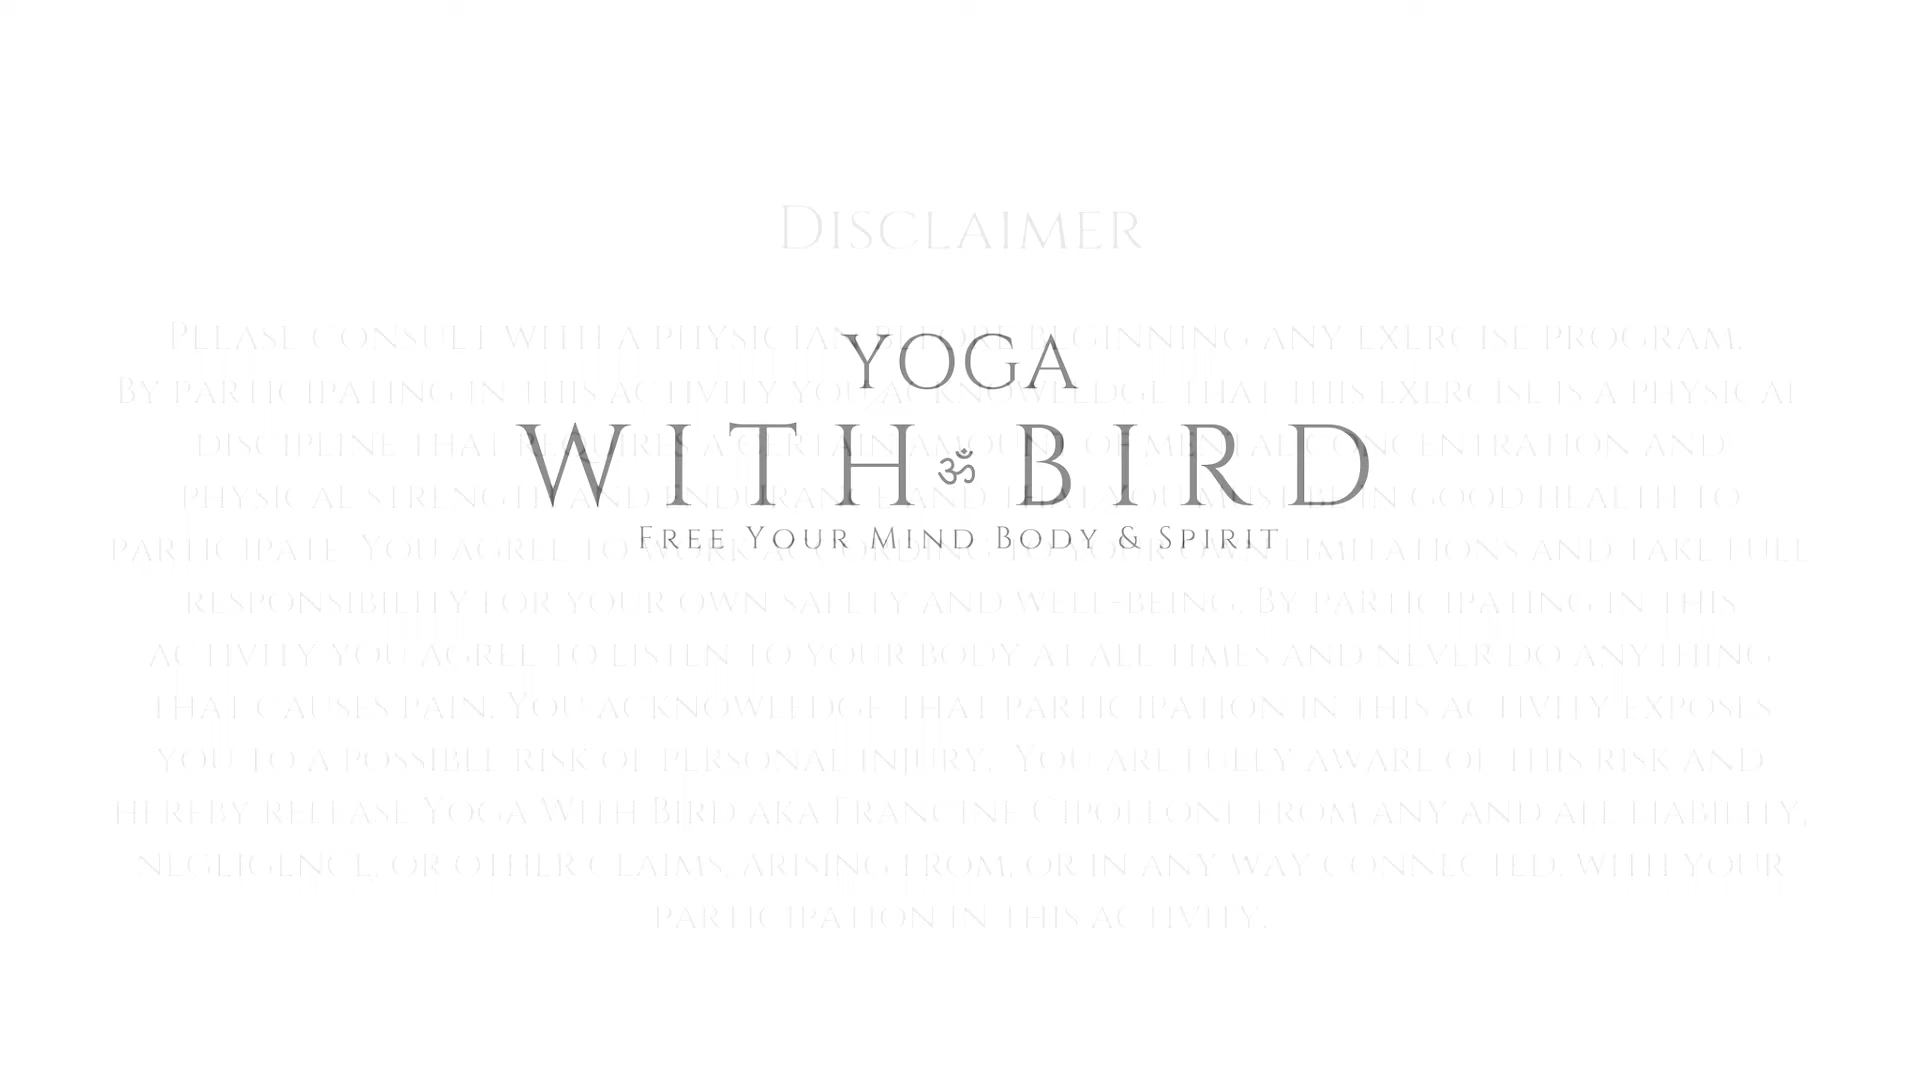 Disclaimer
Please consult with a physician before beginning any exercise program.
YOGA
By participating in this activity you acknowledge that this exercise is a physical
discipline that requires a certain amount of mental concentration and
WITH ॐ BIRD
physical strength and endurance and that you must be in good health to
Free Your Mind Body & Spirit
participate. You agree to work according to your own limitations and take full
responsibility for your own safety and well-being. By participating in this
activity you agree to listen to your body at all times and never do anything
that causes pain. You acknowledge that participation in this activity exposes
you to a possible risk of personal injury. You are fully aware of this risk and
hereby release Yoga With Bird aka Francine Cipollone from any and all liability,
negligence, or other claims, arising from, or in any way connected, with your
participation in this activity.